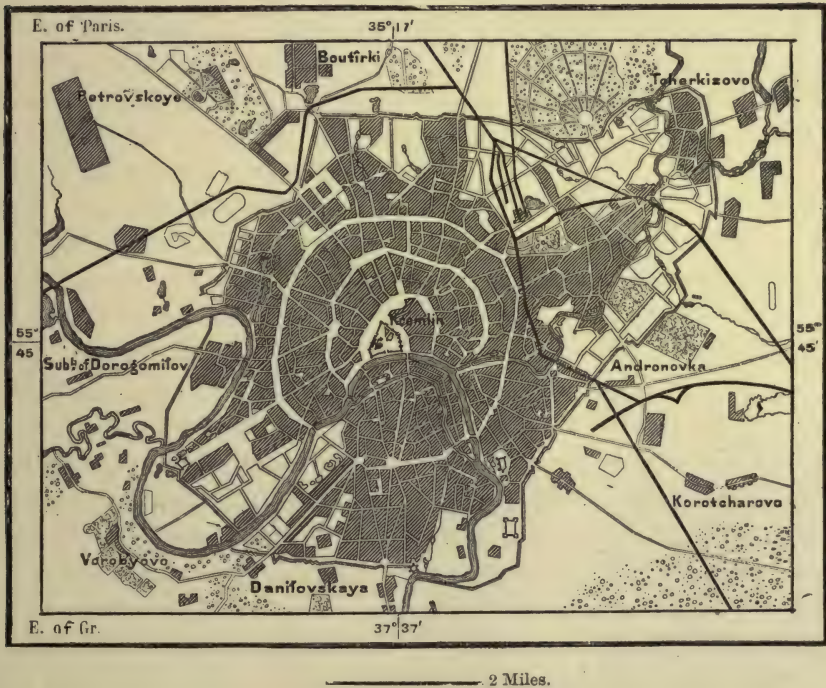 E. of Paris.
35° 17′
Boutîrki
Petrovskoye
Tcherkizovo
Kremlin
55°
45′
55°
45′
Subb of Dorogomilov
Andronovka
Korotcharovo
Vorobyovo
Danilovskaya
E. of Gr.
37° 37′
2 Miles.